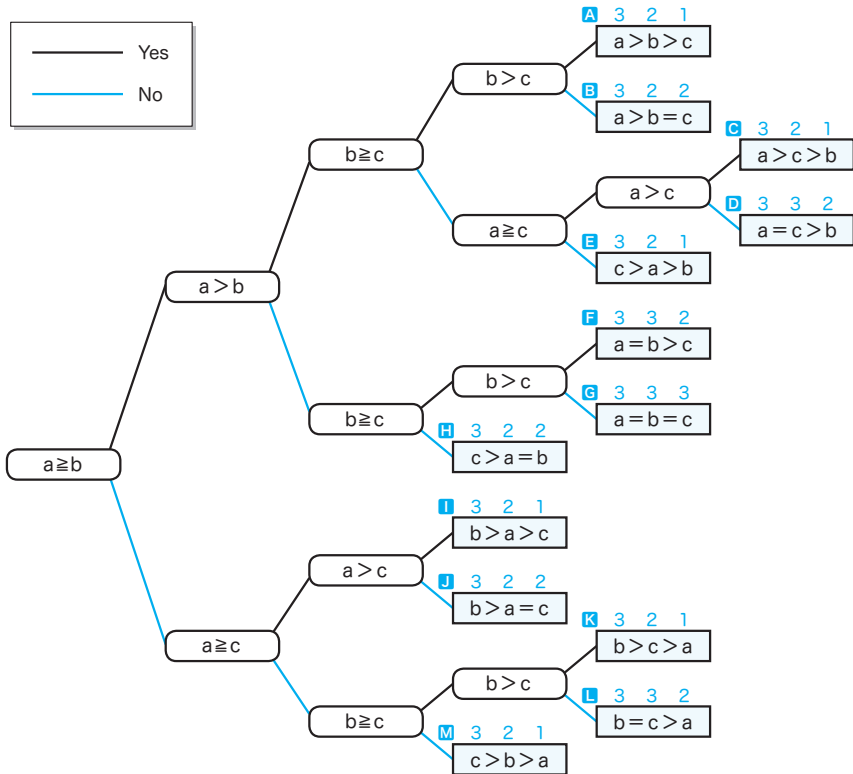 Yes
No
a≧b
a>b
a≧c
b≧c
b≧c
a>c
b≧c
b>c
a≧c
b>c
b>c
a>c
A 3 2 1
a>b>c
B 3 2 2
a>b=c
C 3 2 1
a>c>b
D 3 3 2
a=c>b
E 3 2 1
c>a>b
F 3 3 2
a=b>c
G 3 3 3
a=b=c
H 3 2 2
c>a=b
I 3 2 1
b>a>c
J 3 2 2
b>a=c
K 3 2 1
b>c>a
L 3 3 2
b=c>a
M 3 2 1
c>b>a